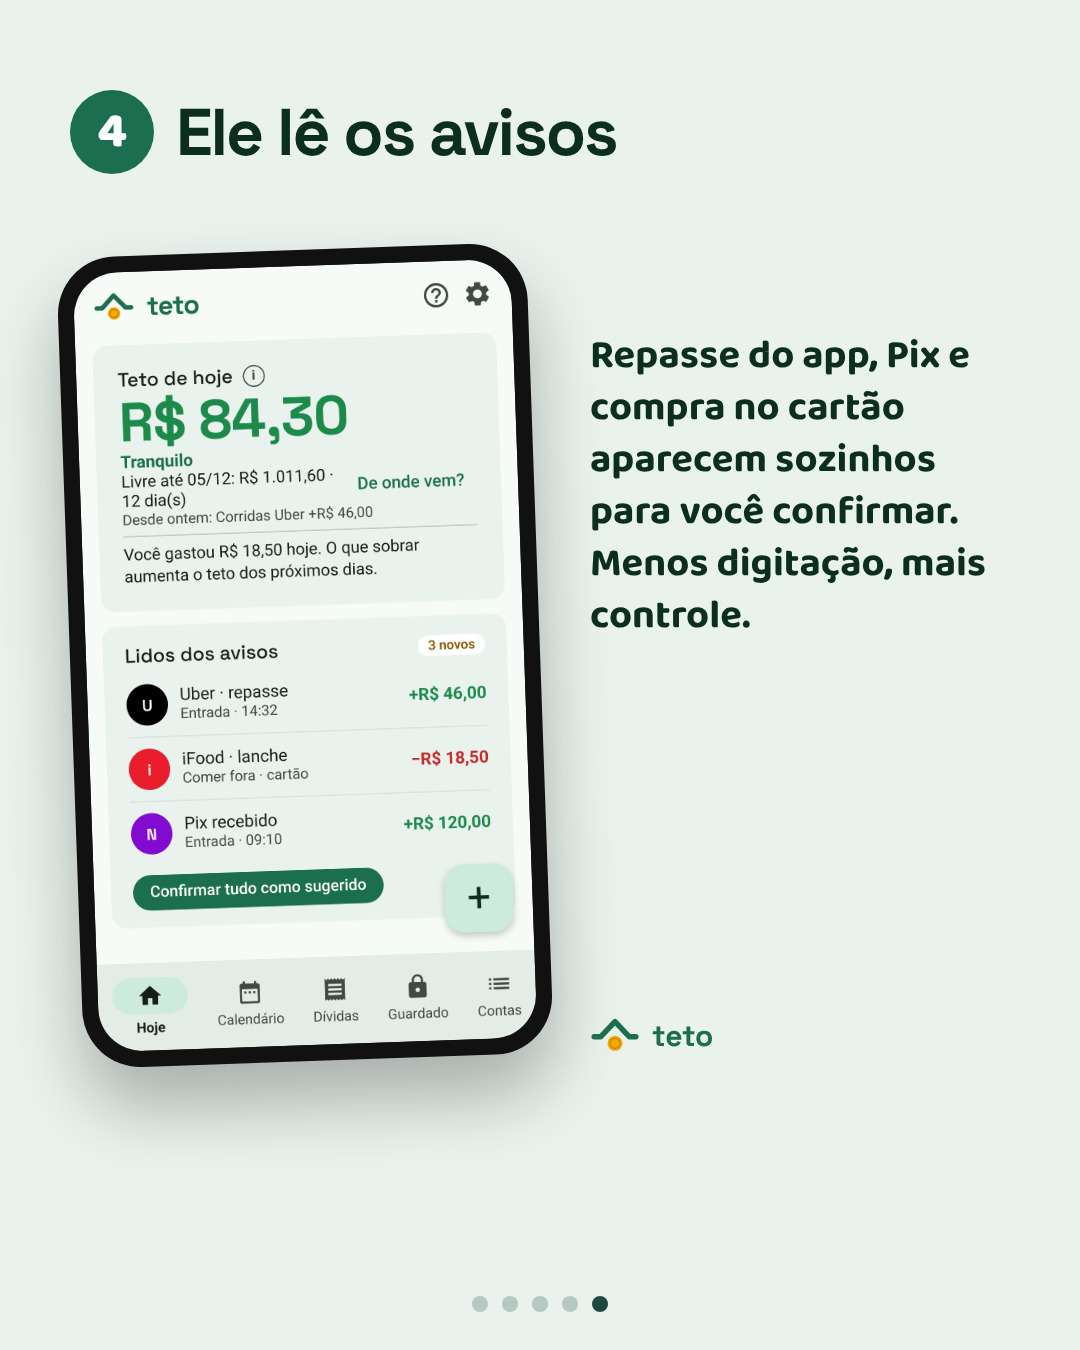 4 Ele lê os avisos
teto
Teto de hoje i
R$ 84,30
Tranquilo
Livre até 05/12: R$ 1.011,60 ·
12 dia(s)
De onde vem?
Desde ontem: Corridas Uber +R$ 46,00
Você gastou R$ 18,50 hoje. O que sobrar
aumenta o teto dos próximos dias.
Lidos dos avisos
3 novos
U
Uber · repasse
Entrada · 14:32
+R$ 46,00
i
iFood · lanche
Comer fora · cartão
−R$ 18,50
N
Pix recebido
Entrada · 09:10
+R$ 120,00
Confirmar tudo como sugerido
+
Hoje
Calendário
Dívidas
Guardado
Contas
Repasse do app, Pix e
compra no cartão
aparecem sozinhos
para você confirmar.
Menos digitação, mais
controle.
teto